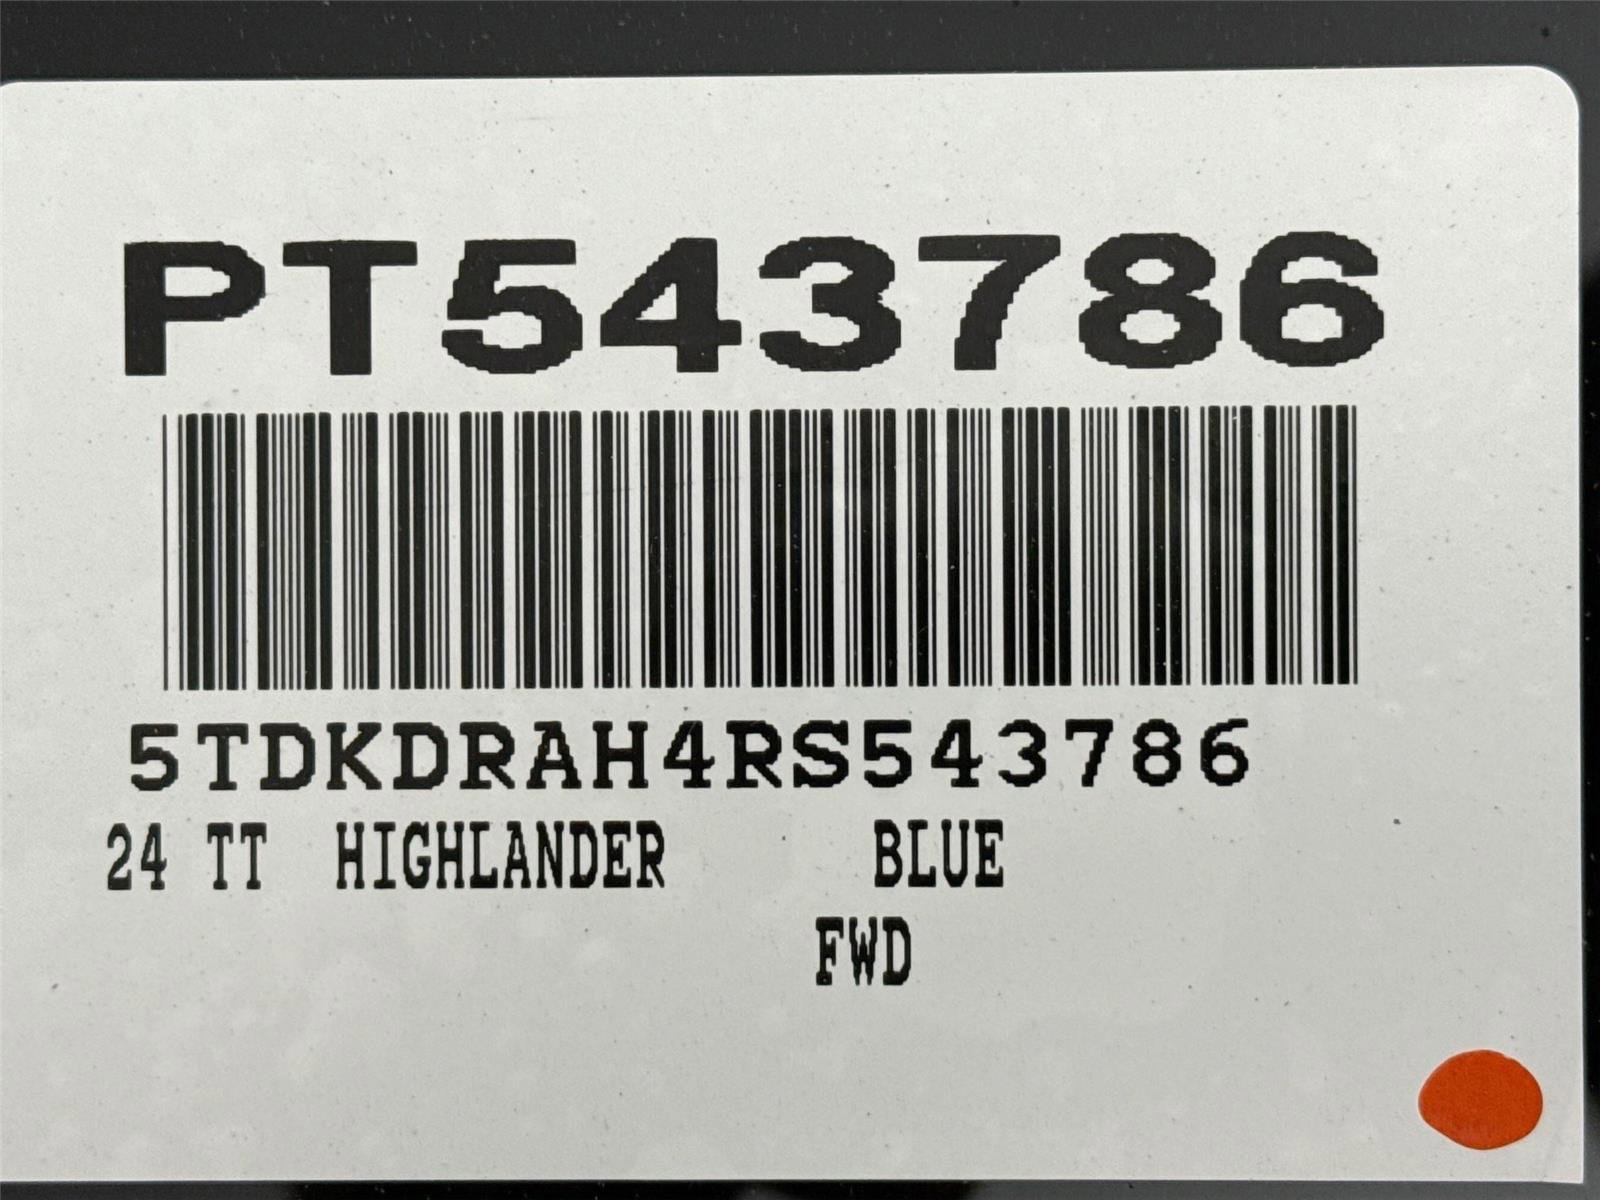 PT543786
5TDKDRAH4RS543786
24 TT HIGHLANDER BLUE
FWD